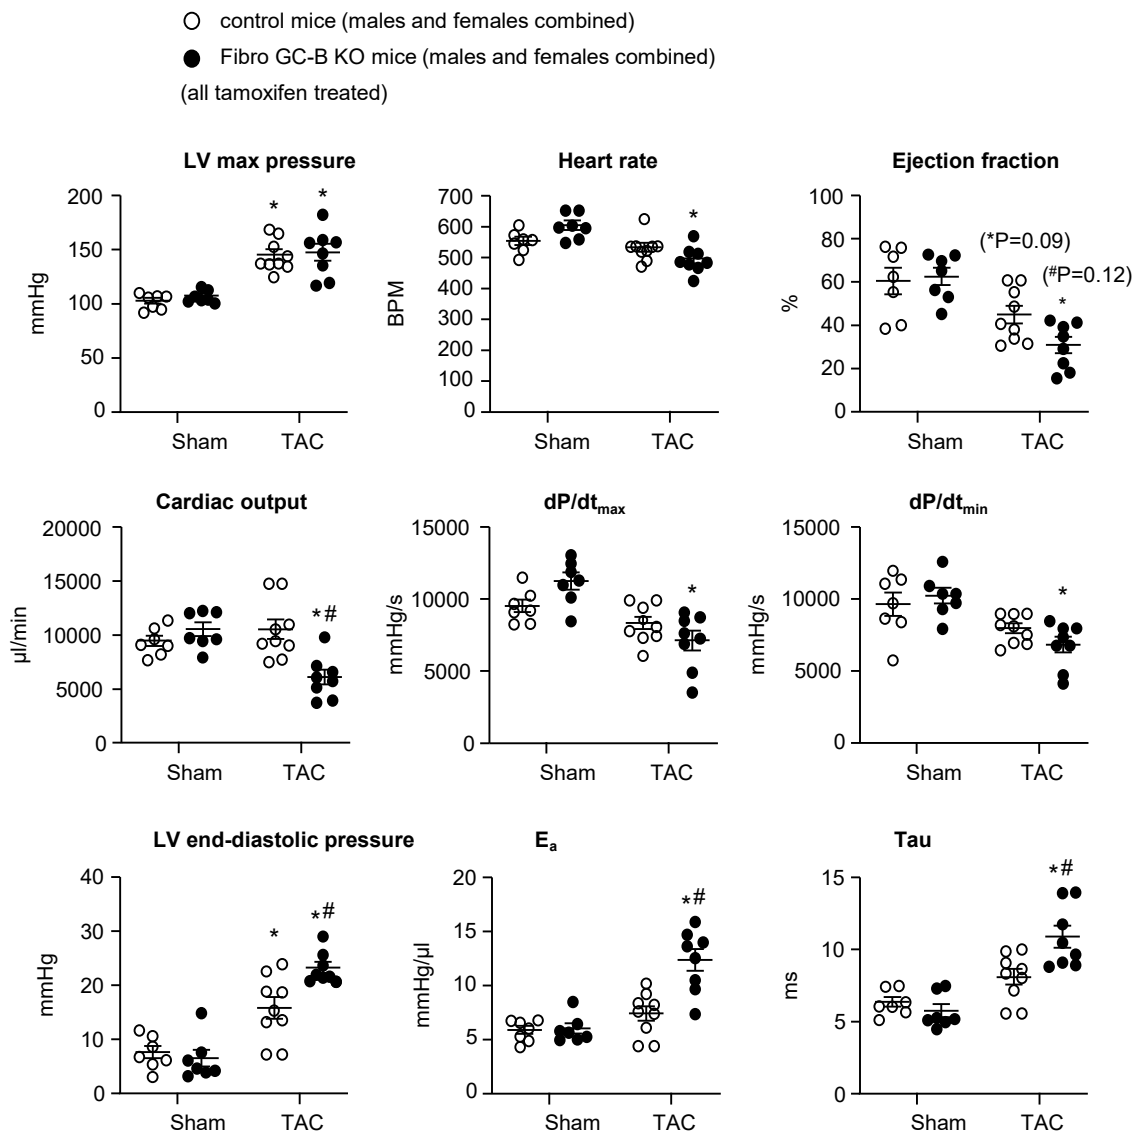 control mice (males and females combined)
Fibro GC-B KO mice (males and females combined)
(all tamoxifen treated)
LV max pressure
mmHg
200
150
100
50
0
*
*
Sham
TAC
Heart rate
BPM
700
600
500
400
300
200
100
0
*
Sham
TAC
Ejection fraction
%
100
80
60
40
20
0
(*P=0.09)
(#P=0.12)
*
Sham
TAC
Cardiac output
µl/min
20000
15000
10000
5000
0
*#
Sham
TAC
dP/dtmax
mmHg/s
15000
10000
5000
0
*
Sham
TAC
dP/dtmin
mmHg/s
15000
10000
5000
0
*
Sham
TAC
LV end-diastolic pressure
mmHg
40
30
20
10
0
*
*#
Sham
TAC
Ea
mmHg/µl
20
15
10
5
0
*#
Sham
TAC
Tau
ms
15
10
5
0
*#
Sham
TAC